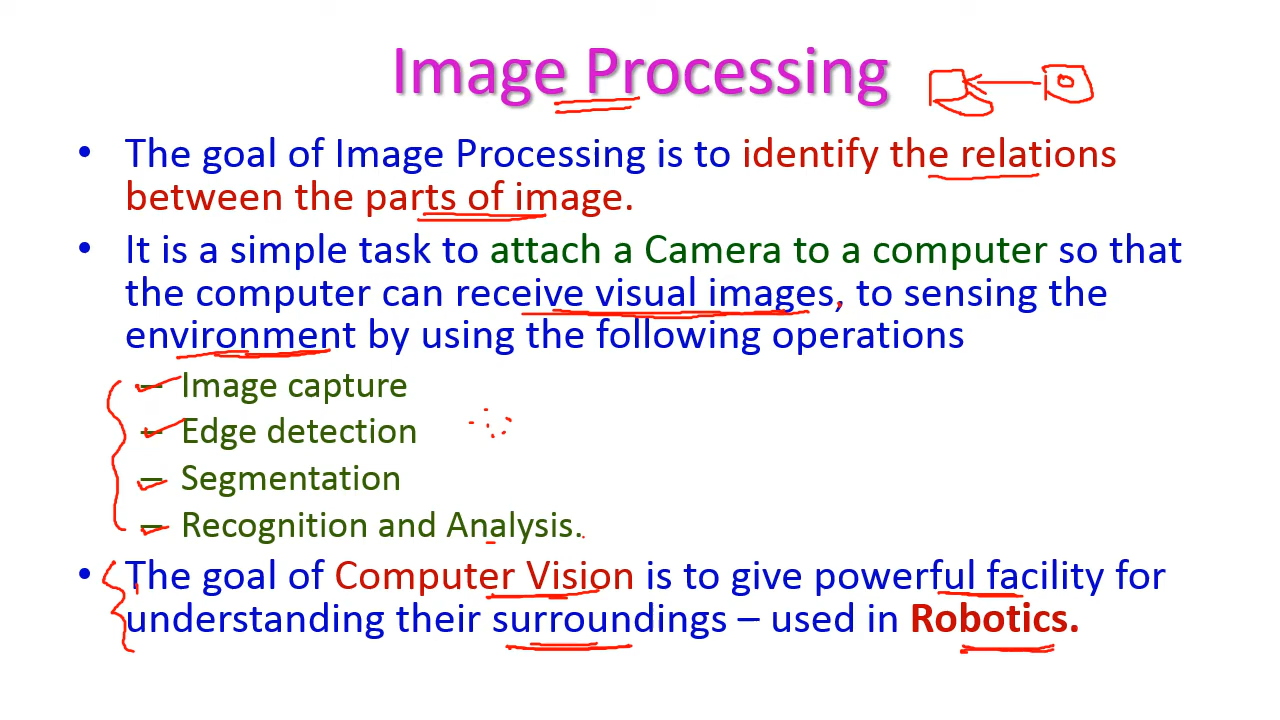 Image Processing
• The goal of Image Processing is to identify the relations
between the parts of image.
• It is a simple task to attach a Camera to a computer so that
the computer can receive visual images, to sensing the
environment by using the following operations
– Image capture
– Edge detection
– Segmentation
– Recognition and Analysis.
• The goal of Computer Vision is to give powerful facility for
understanding their surroundings – used in Robotics.